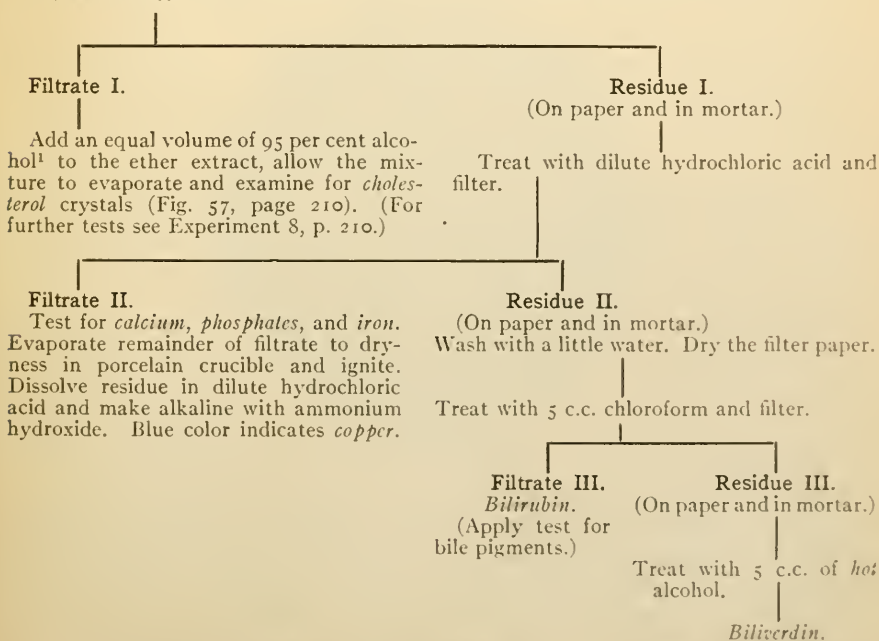 Filtrate I.
Add an equal volume of 95 per cent alco-
hol¹ to the ether extract, allow the mix-
ture to evaporate and examine for choles-
terol crystals (Fig. 57, page 210). (For
further tests see Experiment 8, p. 210.)
Residue I.
(On paper and in mortar.)
Treat with dilute hydrochloric acid and
filter.
Filtrate II.
Test for calcium, phosphates, and iron.
Evaporate remainder of filtrate to dry-
ness in porcelain crucible and ignite.
Dissolve residue in dilute hydrochloric
acid and make alkaline with ammonium
hydroxide. Blue color indicates copper.
Residue II.
(On paper and in mortar.)
Wash with a little water. Dry the filter paper.
Treat with 5 c.c. chloroform and filter.
Filtrate III.
Bilirubin.
(Apply test for
bile pigments.)
Residue III.
(On paper and in mortar.)
Treat with 5 c.c. of hot
alcohol.
Biliverdin.